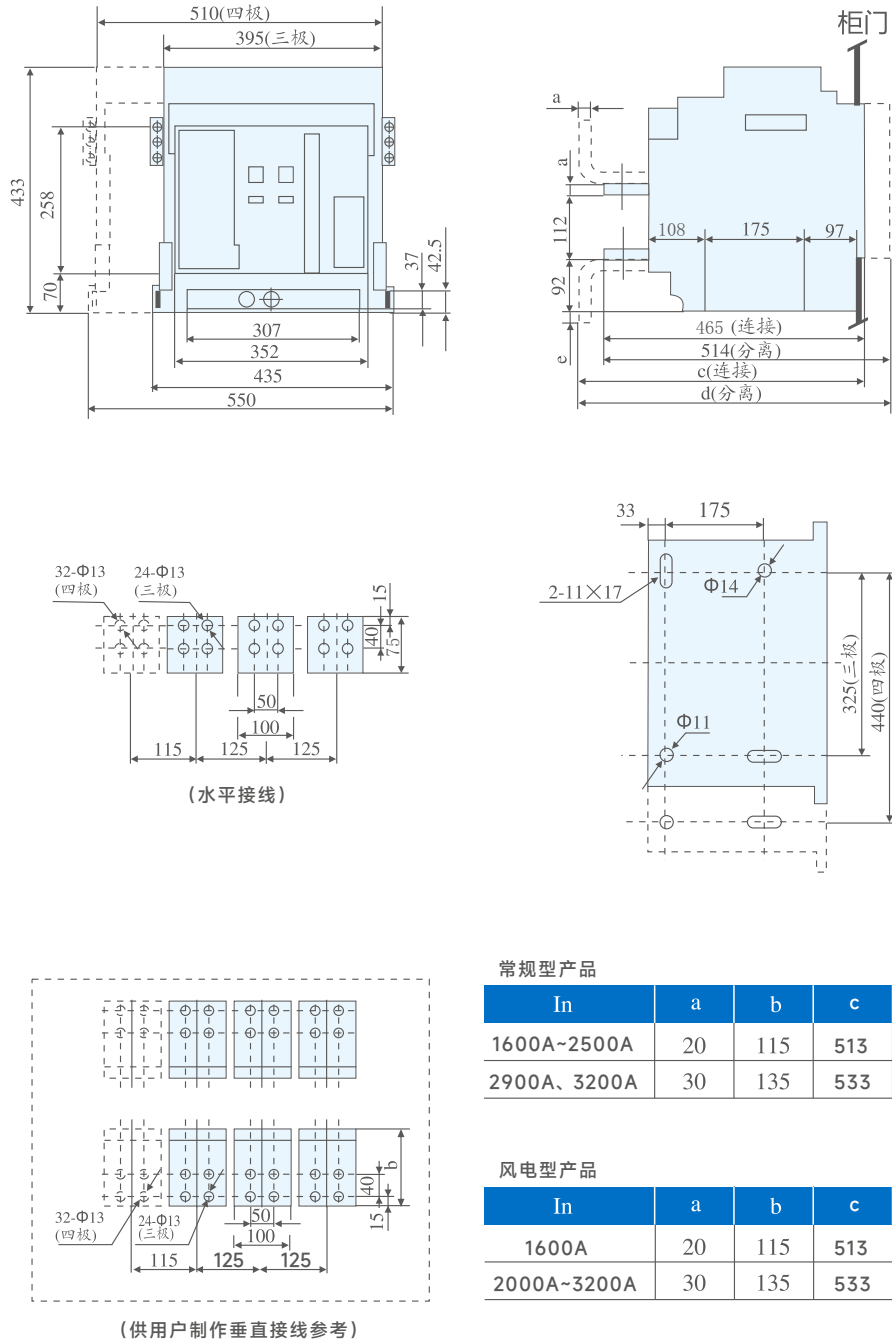 510(四极)
395(三极)
433
258
70
37
42.5
307
352
435
550
柜门
a
a
112
92
e
108
175
97
465 (连接)
514(分离)
c(连接)
d(分离)
32-Φ13
(四极)
24-Φ13
(三极)
15
40
75
50
100
115
125
125
(水平接线)
33
175
2-11×17
Φ14
Φ11
325(三极)
440(四极)
32-Φ13
(四极)
24-Φ13
(三极)
b
40
15
50
100
115
125
125
(供用户制作垂直接线参考)
常规型产品
In a b c
1600A~2500A 20 115 513
2900A、3200A 30 135 533
风电型产品
In a b c
1600A 20 115 513
2000A~3200A 30 135 533